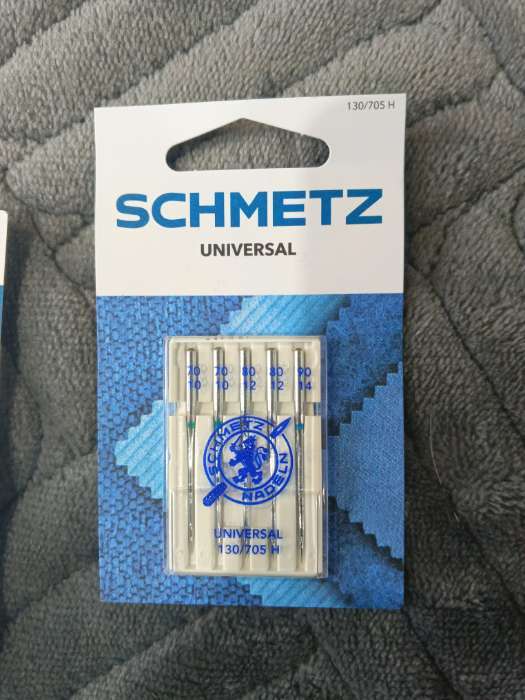 130/705 H
SCHMETZ
UNIVERSAL
70 70 80 80 90
10 10 12 12 14
SCHMETZ
NADELN
UNIVERSAL
130/705 H